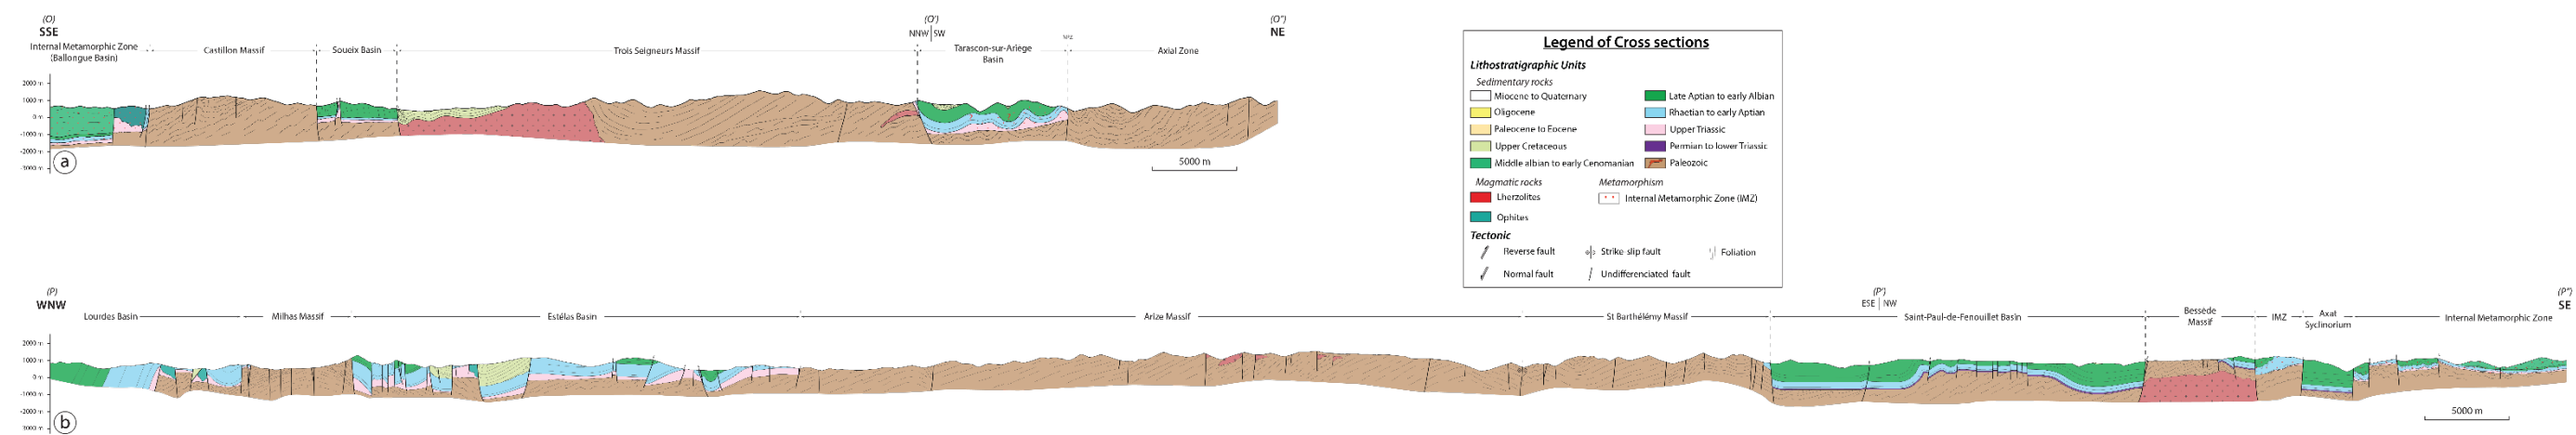 (O)
SSE
(O')
NNW | SW
(O")
NE
Internal Metamorphic Zone
(Ballongue Basin)
Castillon Massif
Soueix Basin
Trois Seigneurs Massif
Tarascon-sur-Ariège
Basin
NPZ
Axial Zone
2000 m
1000 m
0 m
-1000 m
-2000 m
-3000 m
a
5000 m
Legend of Cross sections
Lithostratigraphic Units
Sedimentary rocks
Miocene to Quaternary
Oligocene
Paleocene to Eocene
Upper Cretaceous
Middle albian to early Cenomanian
Late Aptian to early Albian
Rhaetian to early Aptian
Upper Triassic
Permian to lower Triassic
Paleozoic
Magmatic rocks
Lherzolites
Ophites
Metamorphism
Internal Metamorphic Zone (IMZ)
Tectonic
Reverse fault
Strike-slip fault
Foliation
Normal fault
Undifferenciated fault
(P)
WNW
(P')
ESE | NW
(P")
SE
Lourdes Basin
Milhas Massif
Estélas Basin
Arize Massif
St Barthélémy Massif
Saint-Paul-de-Fenouillet Basin
Bessède
Massif
IMZ
Axat
Syclinorium
Internal Metamorphic Zone
2000 m
1000 m
0 m
-1000 m
-2000 m
3000 m
b
5000 m